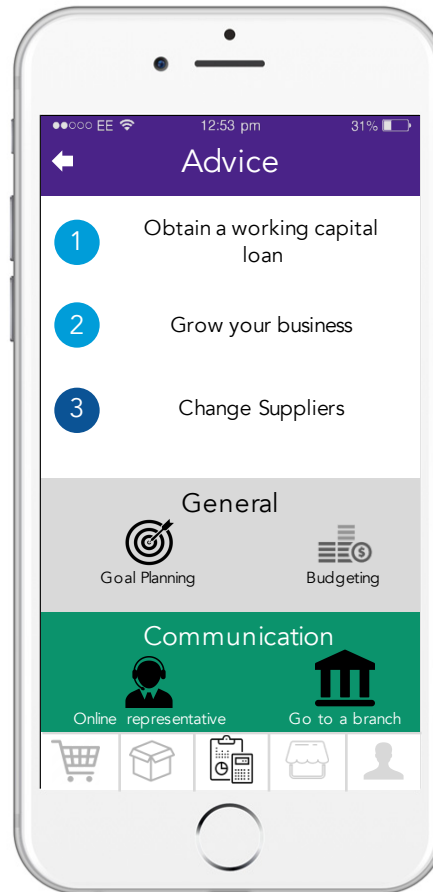 EE 12:53 pm 31%
Advice
1 Obtain a working capital
loan
2 Grow your business
3 Change Suppliers
General
Goal Planning Budgeting
Communication
Online representative Go to a branch